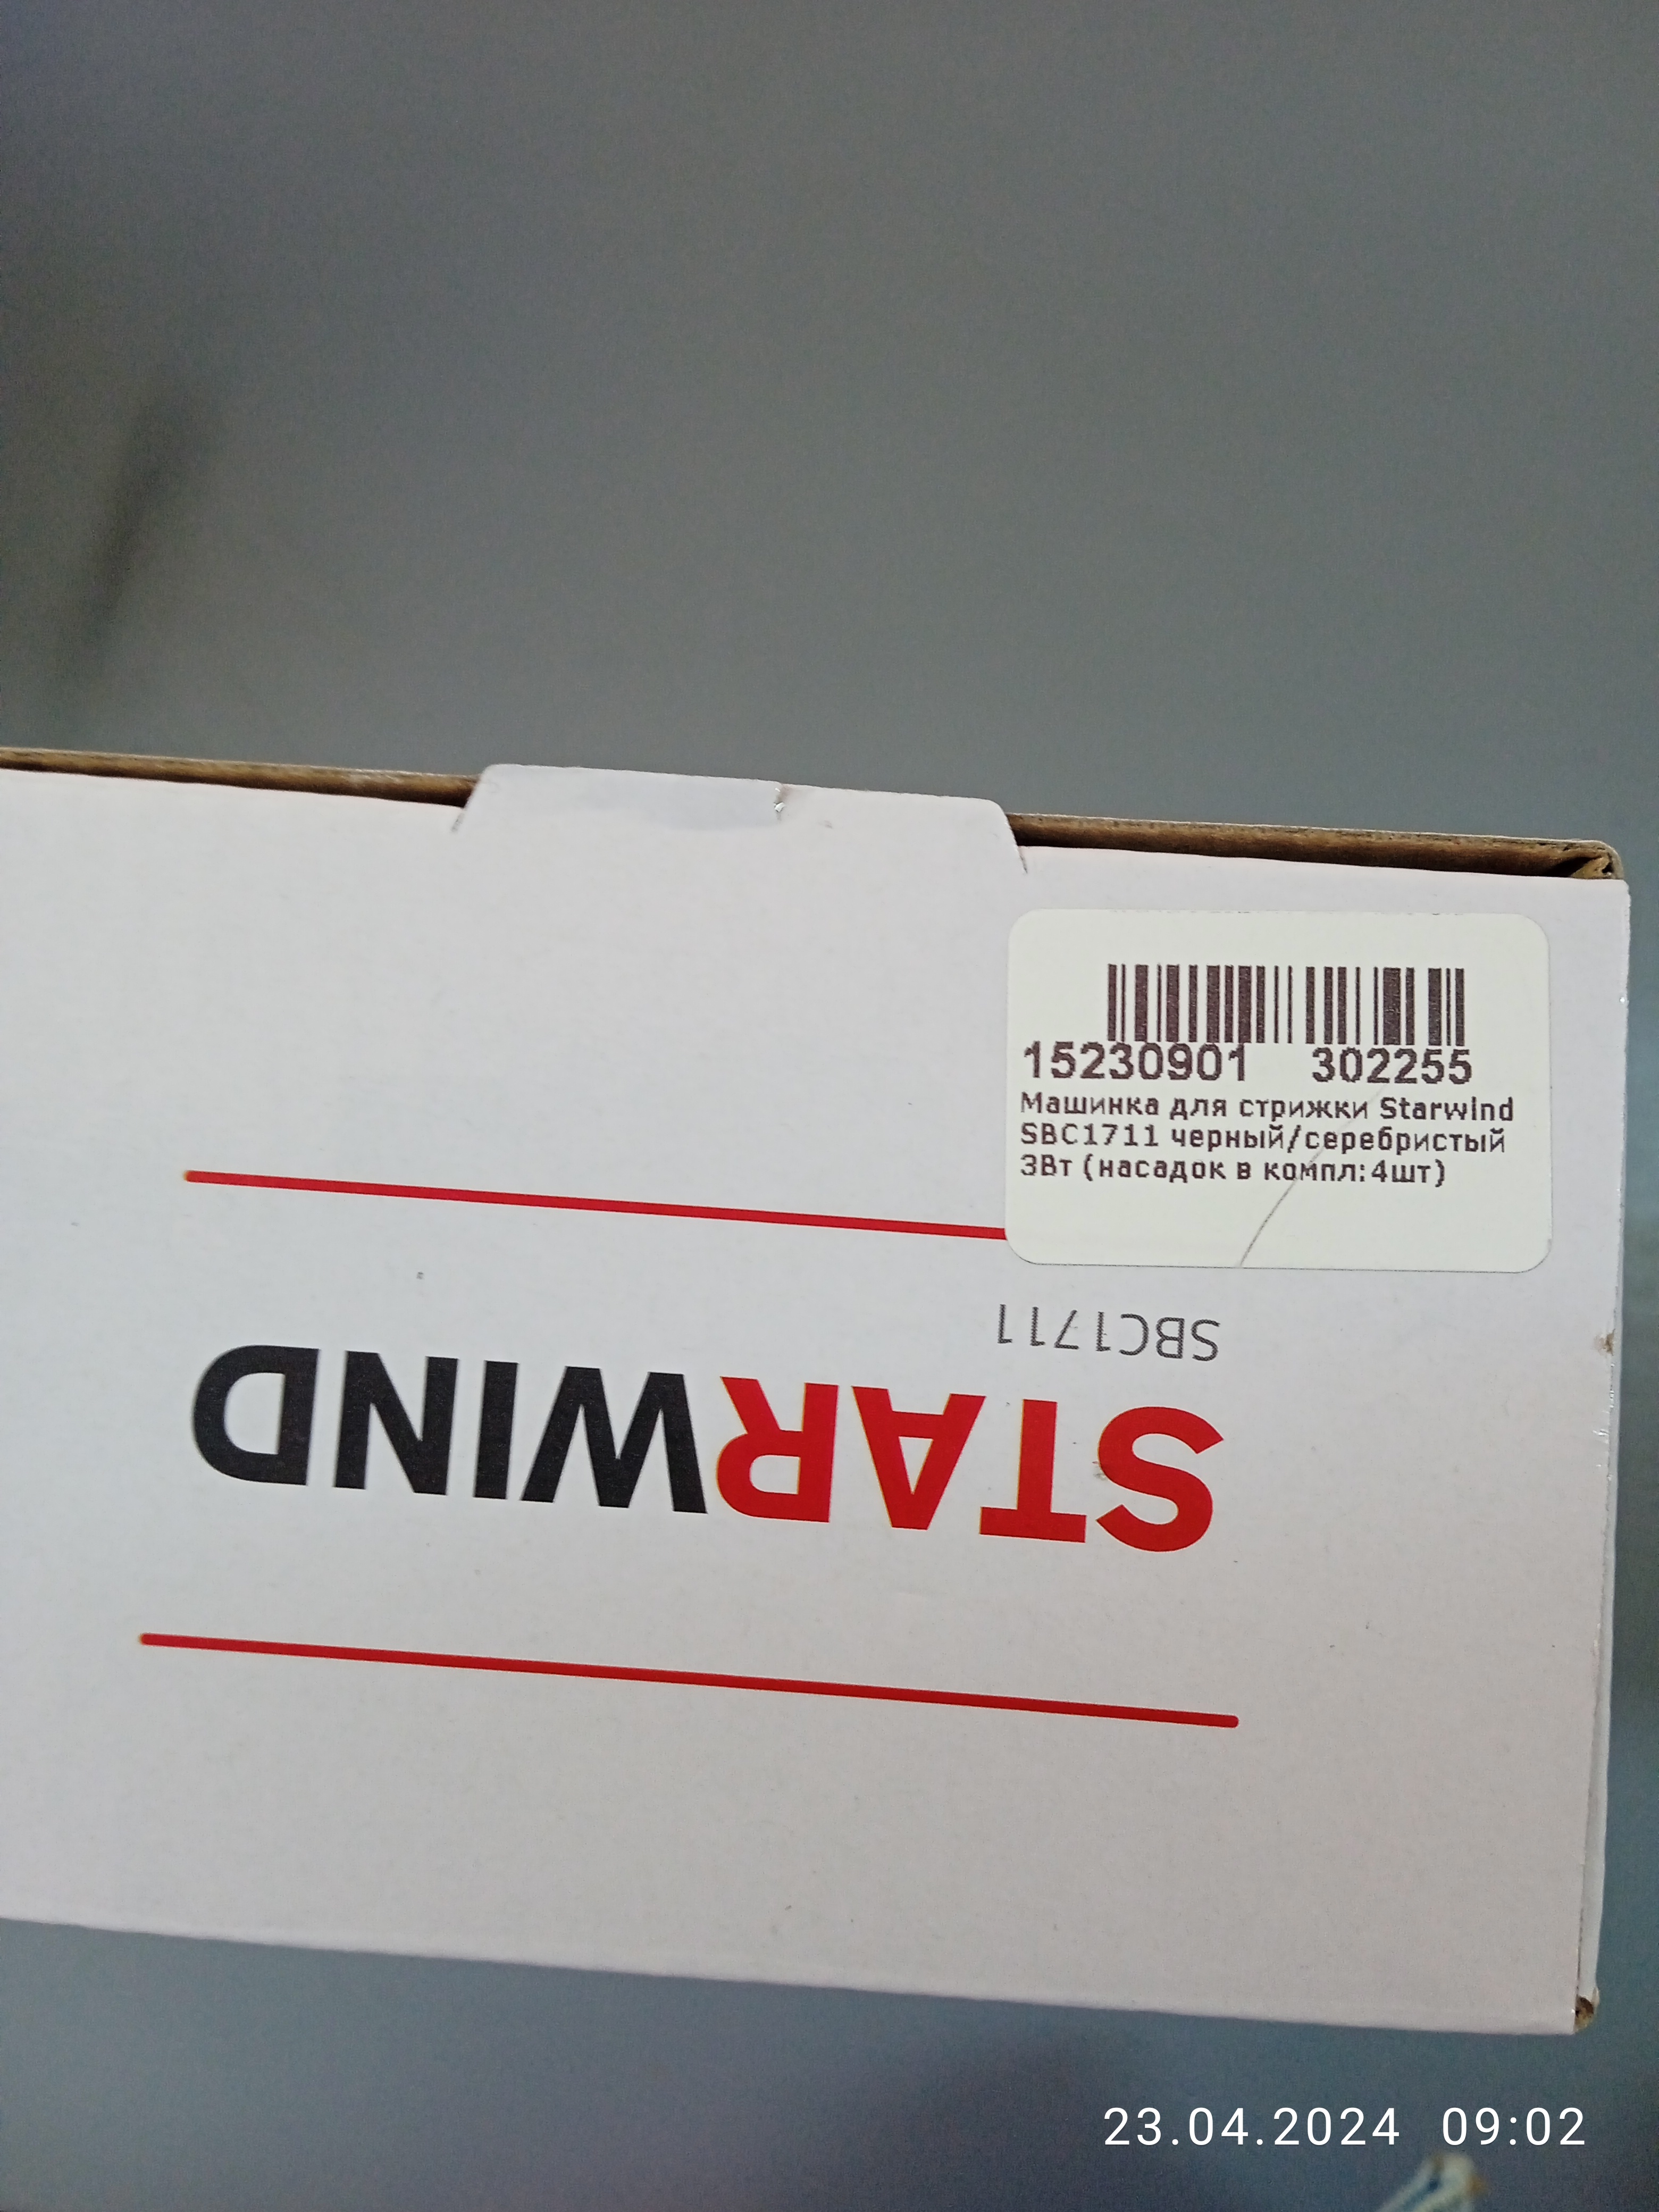 15230901 302255
Машинка для стрижки Starwind
SBC1711 черный/серебристый
3Вт (насадок в компл:4шт)
SBC1711
STARWIND
23.04.2024 09:02